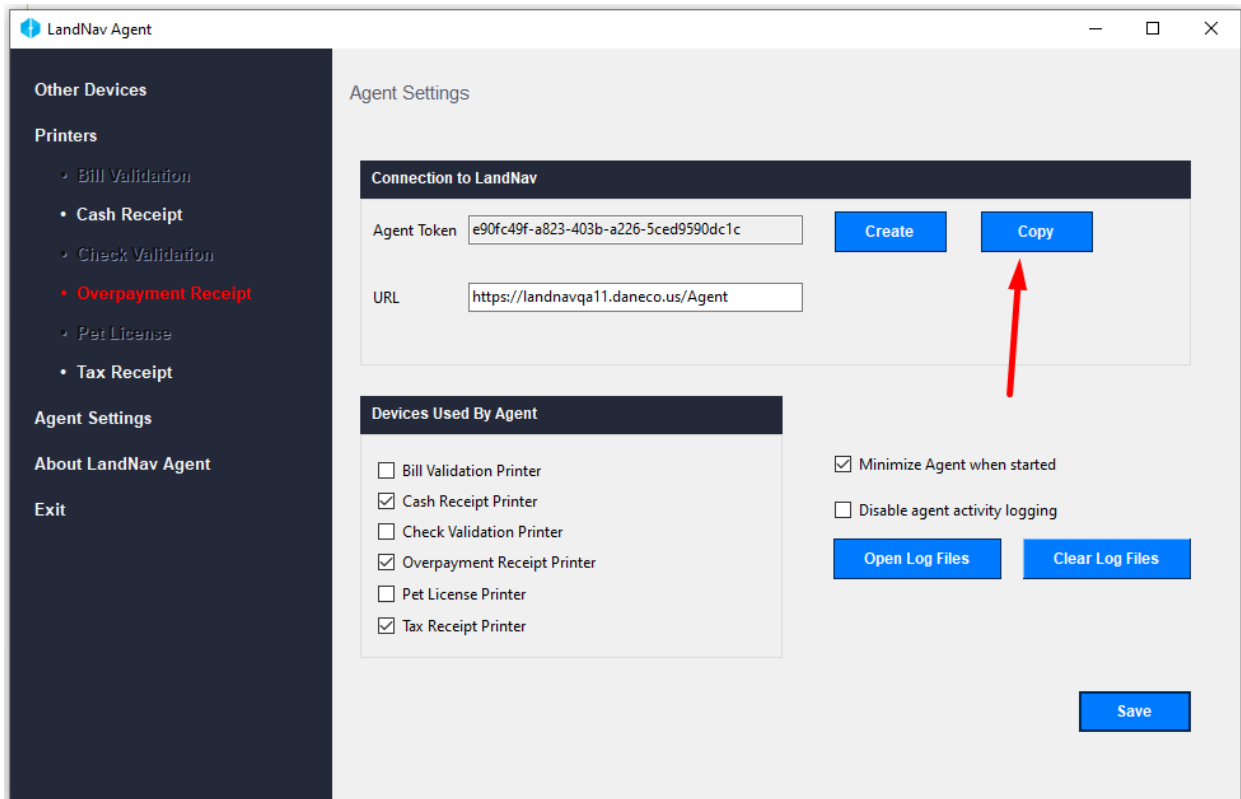 LandNav Agent
Other Devices
Printers
• Bill Validation
• Cash Receipt
• Check Validation
• Overpayment Receipt
• Pet License
• Tax Receipt
Agent Settings
About LandNav Agent
Exit
Agent Settings
Connection to LandNav
Agent Token e90fc49f-a823-403b-a226-5ced9590dc1c Create Copy
URL https://landnavqa11.daneco.us/Agent
Devices Used By Agent
Bill Validation Printer
Cash Receipt Printer
Check Validation Printer
Overpayment Receipt Printer
Pet License Printer
Tax Receipt Printer
Minimize Agent when started
Disable agent activity logging
Open Log Files Clear Log Files
Save